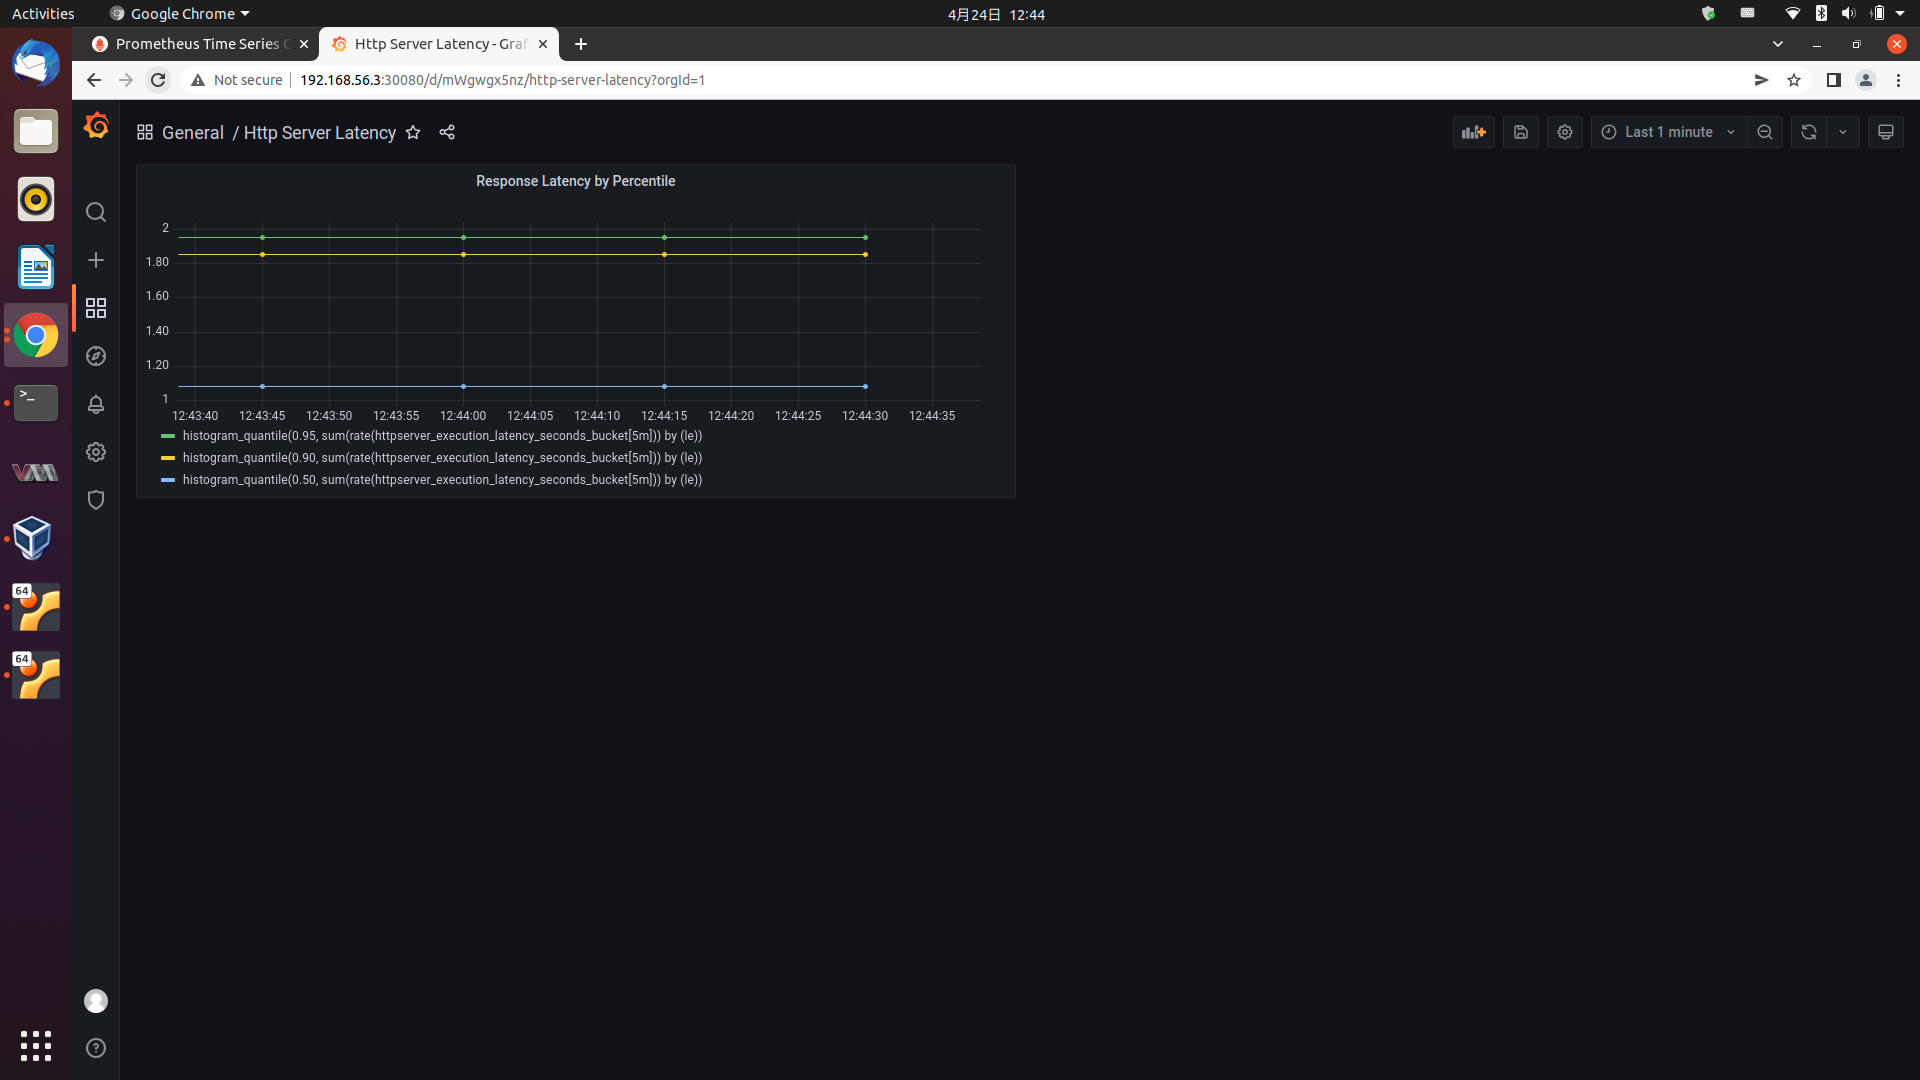 Activities
Google Chrome
4月24日 12:44
Prometheus Time Series
Http Server Latency - Graf
Not secure
192.168.56.3:30080/d/mWgwgx5nz/http-server-latency?orgId=1
General / Http Server Latency
Last 1 minute
Response Latency by Percentile
2
1.80
1.60
1.40
1.20
1
12:43:40 12:43:45 12:43:50 12:43:55 12:44:00 12:44:05 12:44:10 12:44:15 12:44:20 12:44:25 12:44:30 12:44:35
histogram_quantile(0.95, sum(rate(httpserver_execution_latency_seconds_bucket[5m])) by (le))
histogram_quantile(0.90, sum(rate(httpserver_execution_latency_seconds_bucket[5m])) by (le))
histogram_quantile(0.50, sum(rate(httpserver_execution_latency_seconds_bucket[5m])) by (le))
>_
64
64